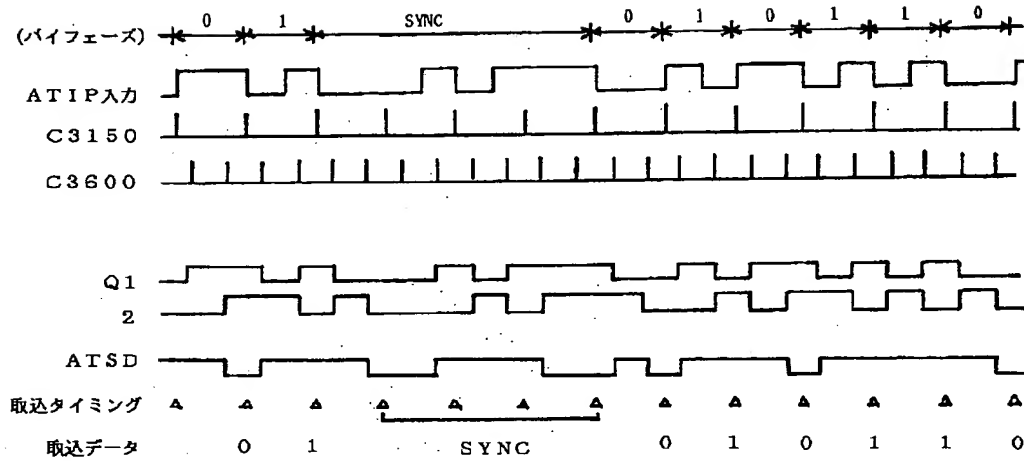 0 1 SYNC 0 1 0 1 1 0
(バイフェーズ)
ATIP入力
C3150
C3600
Q1
2
ATSD
取込タイミング
取込データ 0 1 SYNC 0 1 0 1 1 0